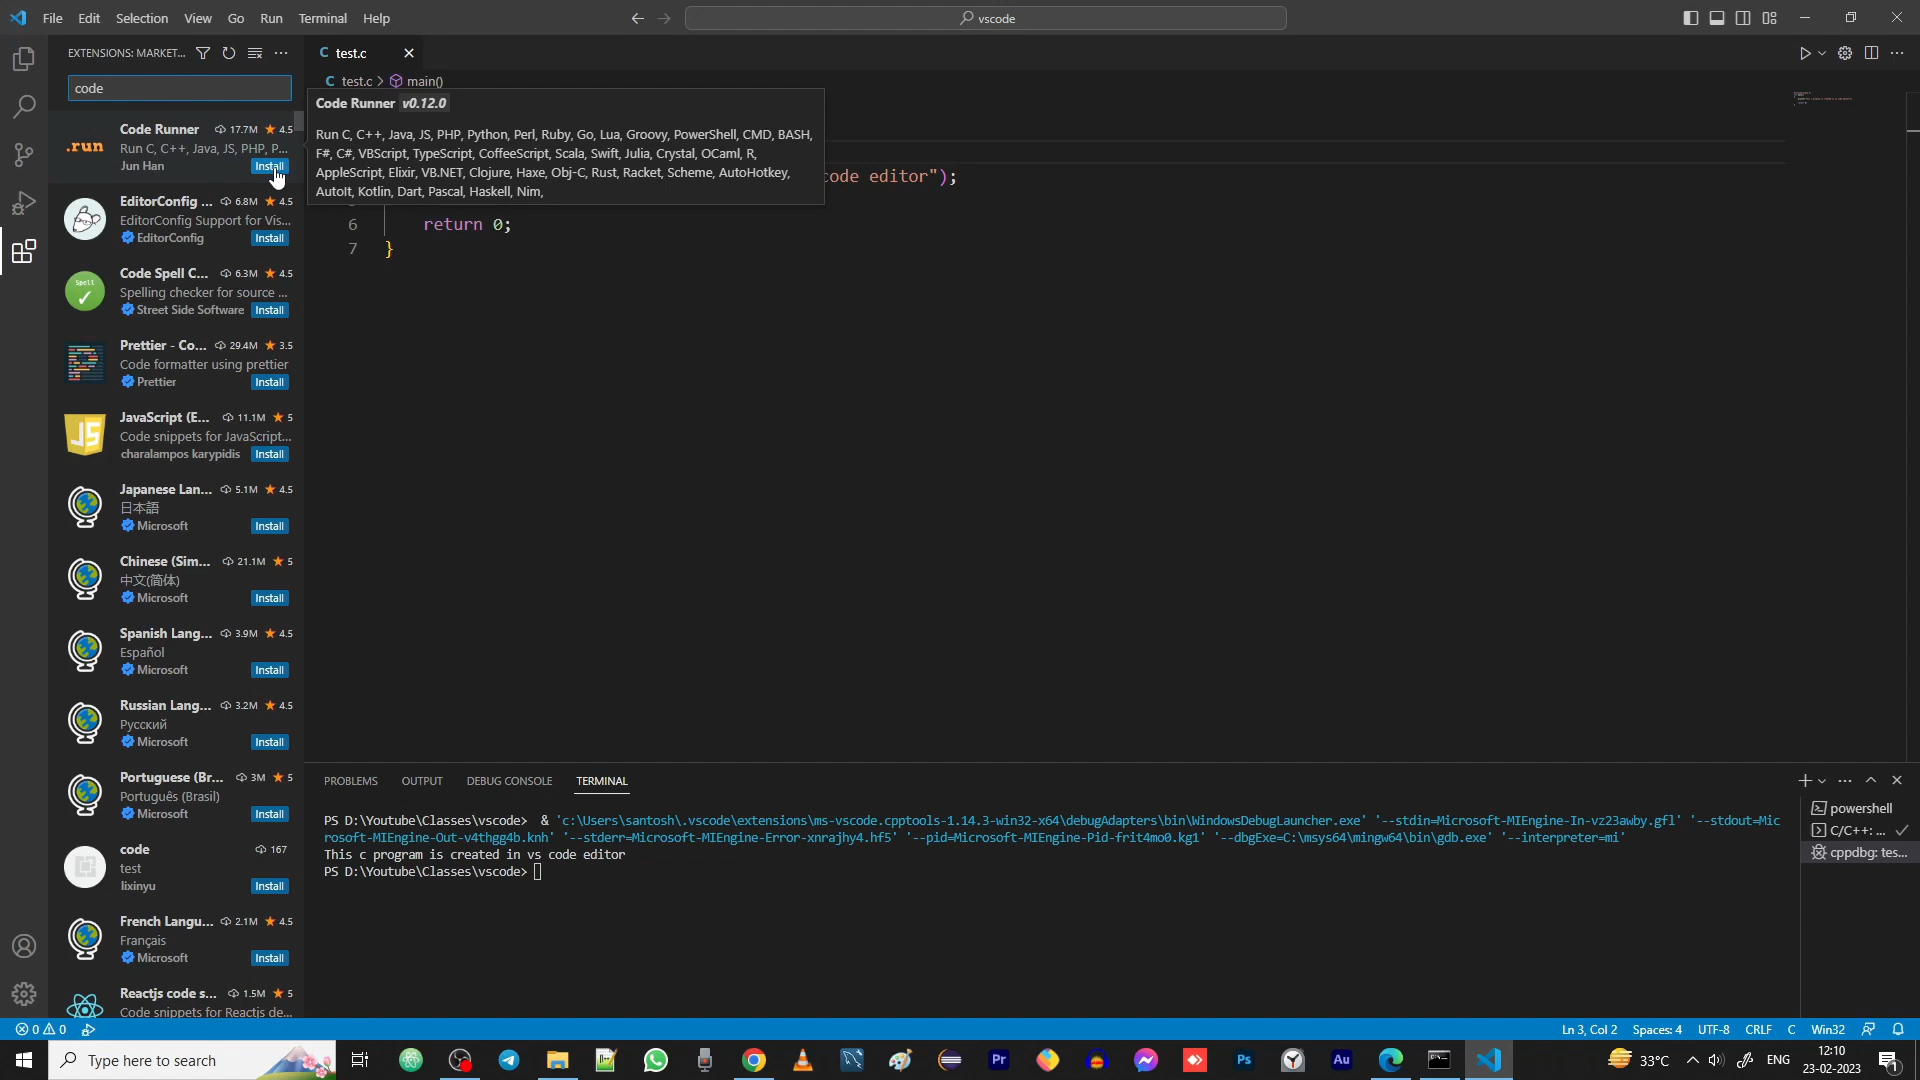 File Edit Selection View Go Run Terminal Help
vscode
EXTENSIONS: MARKET...
code
Code Runner 17.7M 4.5
Run C, C++, Java, JS, PHP, P...
Jun Han Install
.run
EditorConfig ... 6.8M 4.5
EditorConfig Support for Vis...
EditorConfig Install
Code Spell C... 6.3M 4.5
Spelling checker for source ...
Street Side Software Install
Spell
Prettier - Co... 29.4M 3.5
Code formatter using prettier
Prettier Install
JavaScript (E... 11.1M 5
Code snippets for JavaScript...
charalampos karypidis Install
JS
Japanese Lan... 5.1M 4.5
日本語
Microsoft Install
Chinese (Sim... 21.1M 5
中文(简体)
Microsoft Install
Spanish Lang... 3.9M 4.5
Español
Microsoft Install
Russian Lang... 3.2M 4.5
Русский
Microsoft Install
Portuguese (Br... 3M 5
Português (Brasil)
Microsoft Install
code 167
test
lixinyu Install
French Langu... 2.1M 4.5
Français
Microsoft Install
Reactjs code s... 1.5M 5
Code snippets for Reactjs de...
C test.c
C test.c > main()
Code Runner v0.12.0
Run C, C++, Java, JS, PHP, Python, Perl, Ruby, Go, Lua, Groovy, PowerShell, CMD, BASH,
F#, C#, VBScript, TypeScript, CoffeeScript, Scala, Swift, Julia, Crystal, OCaml, R,
AppleScript, Elixir, VB.NET, Clojure, Haxe, Obj-C, Rust, Racket, Scheme, AutoHotkey,
AutoIt, Kotlin, Dart, Pascal, Haskell, Nim,
code editor");
6 return 0;
7 }
PROBLEMS OUTPUT DEBUG CONSOLE TERMINAL
PS D:\Youtube\Classes\vscode> & 'c:\Users\santosh\.vscode\extensions\ms-vscode.cpptools-1.14.3-win32-x64\debugAdapters\bin\WindowsDebugLauncher.exe' '--stdin=Microsoft-MIEngine-In-vz23awby.gfl' '--stdout=Mic
rosoft-MIEngine-Out-v4thgg4b.knh' '--stderr=Microsoft-MIEngine-Error-xnrajhy4.hf5' '--pid=Microsoft-MIEngine-Pid-frit4mo0.kg1' '--dbgExe=C:\msys64\mingw64\bin\gdb.exe' '--interpreter=mi'
This c program is created in vs code editor
PS D:\Youtube\Classes\vscode>
powershell
C/C++: ...
cppdbg: tes...
0 0
Ln 3, Col 2 Spaces: 4 UTF-8 CRLF C Win32
Type here to search
Pr
Ps
Au
33°C
ENG
12:10
23-02-2023
1